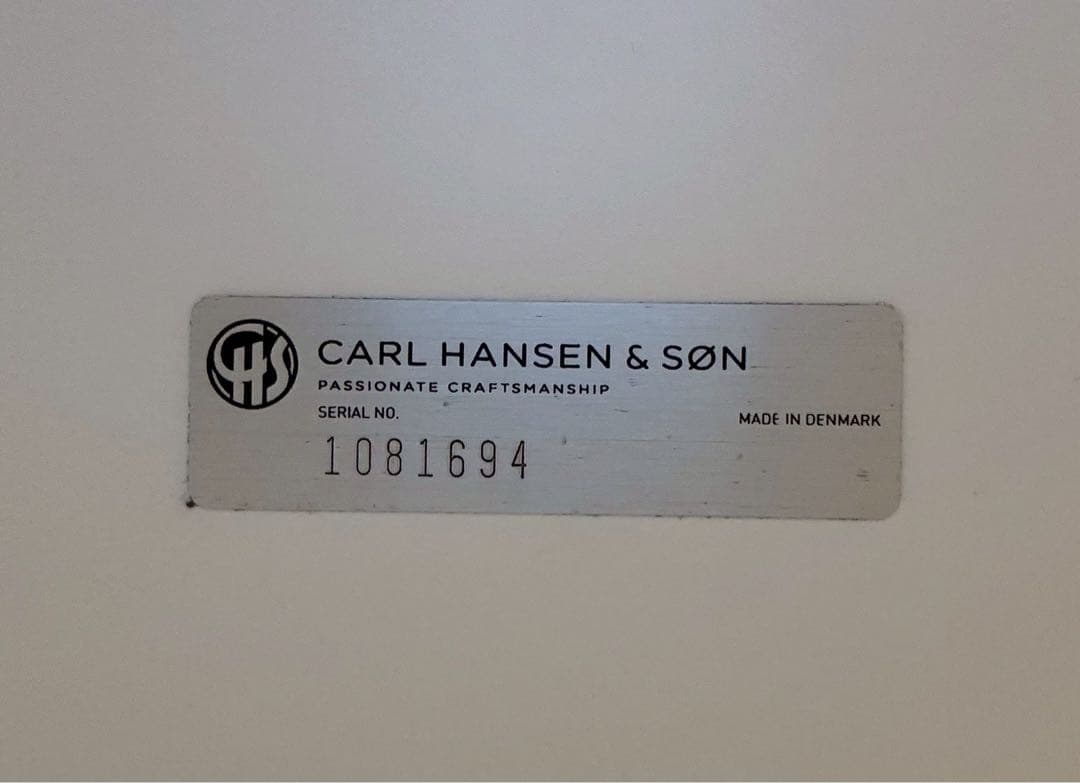 CHS
CARL HANSEN & SØN
PASSIONATE CRAFTSMANSHIP
SERIAL NO.
MADE IN DENMARK
1081694